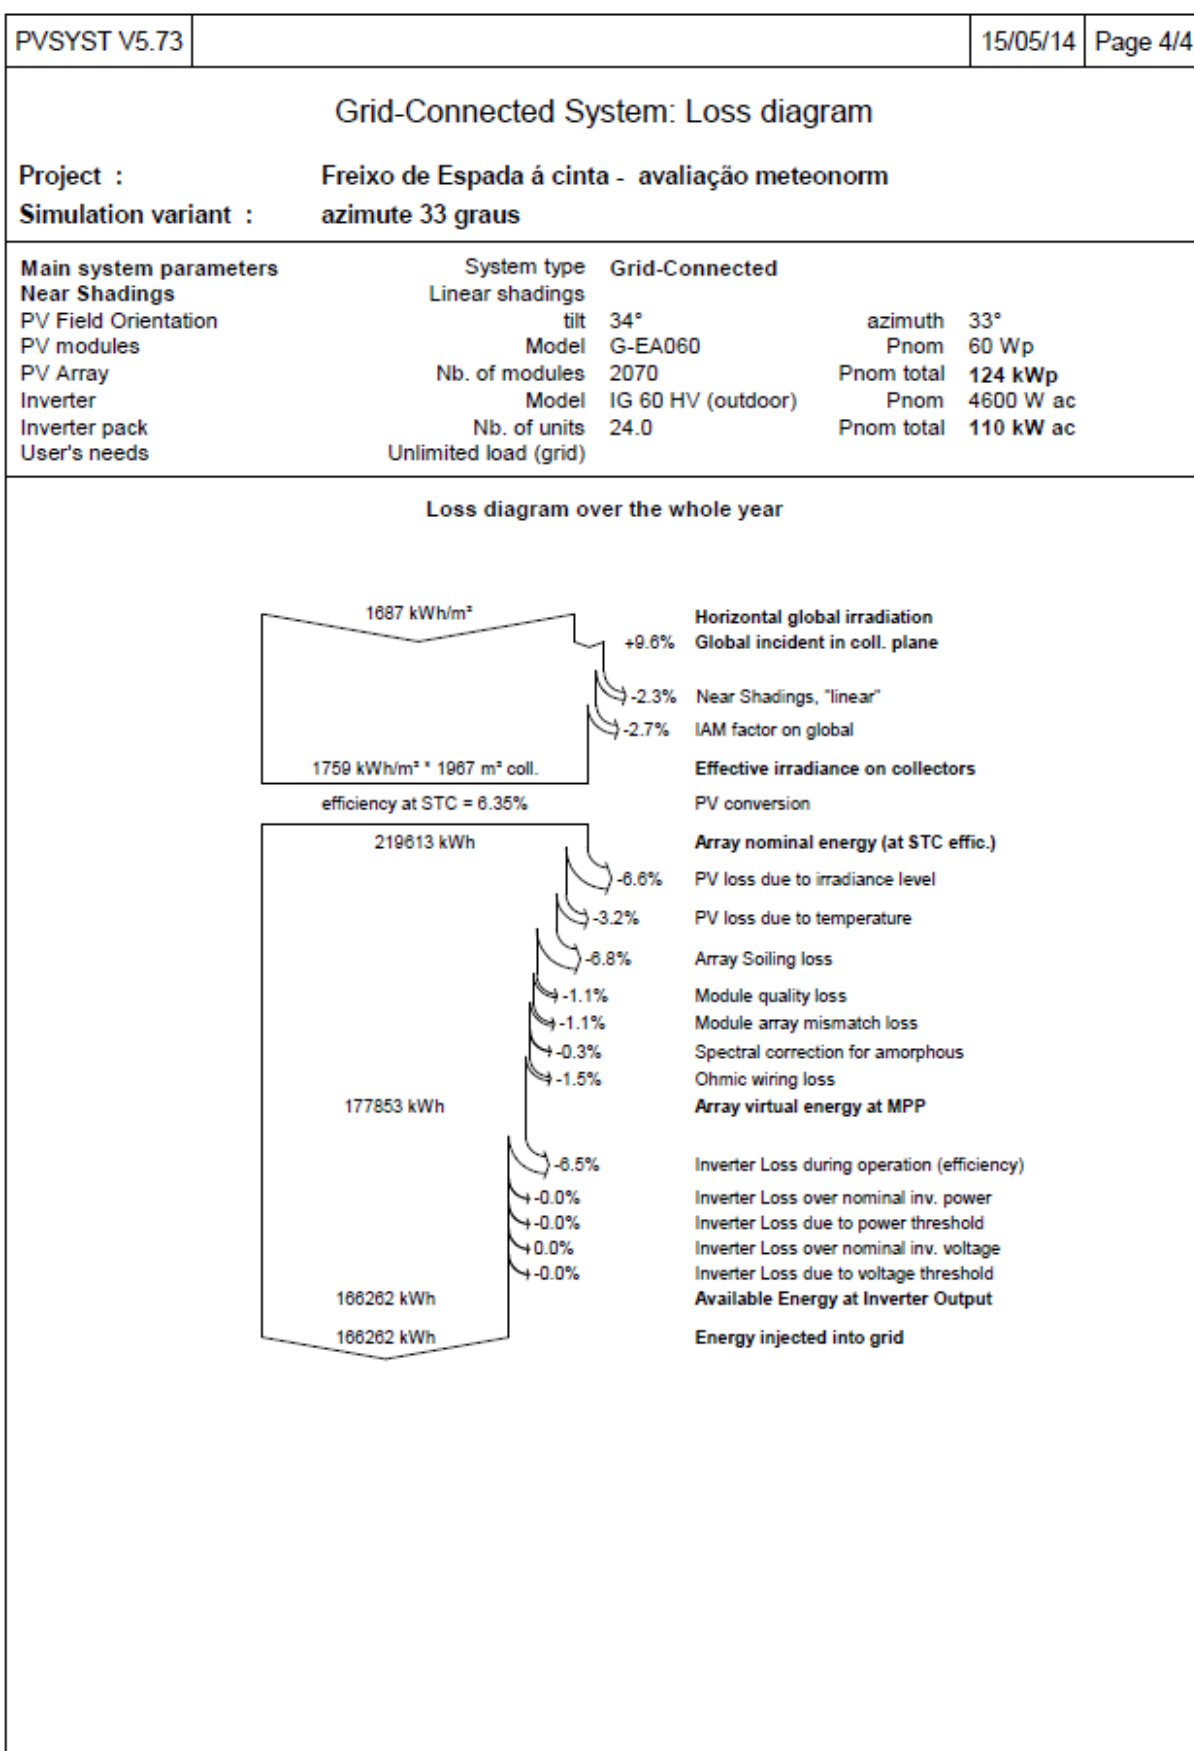 PVSYST V5.73 15/05/14 Page 4/4
Grid-Connected System: Loss diagram
Project : Freixo de Espada á cinta - avaliação meteonorm
Simulation variant : azimute 33 graus
Main system parameters System type Grid-Connected
Near Shadings Linear shadings
PV Field Orientation tilt 34° azimuth 33°
PV modules Model G-EA060 Pnom 60 Wp
PV Array Nb. of modules 2070 Pnom total 124 kWp
Inverter Model IG 60 HV (outdoor) Pnom 4600 W ac
Inverter pack Nb. of units 24.0 Pnom total 110 kW ac
User's needs Unlimited load (grid)
Loss diagram over the whole year
1687 kWh/m² Horizontal global irradiation
+9.6% Global incident in coll. plane
-2.3% Near Shadings, "linear"
-2.7% IAM factor on global
1759 kWh/m² * 1967 m² coll. Effective irradiance on collectors
efficiency at STC = 6.35% PV conversion
219613 kWh Array nominal energy (at STC effic.)
-6.6% PV loss due to irradiance level
-3.2% PV loss due to temperature
-6.8% Array Soiling loss
-1.1% Module quality loss
-1.1% Module array mismatch loss
-0.3% Spectral correction for amorphous
-1.5% Ohmic wiring loss
177853 kWh Array virtual energy at MPP
-6.5% Inverter Loss during operation (efficiency)
-0.0% Inverter Loss over nominal inv. power
-0.0% Inverter Loss due to power threshold
0.0% Inverter Loss over nominal inv. voltage
-0.0% Inverter Loss due to voltage threshold
166262 kWh Available Energy at Inverter Output
166262 kWh Energy injected into grid